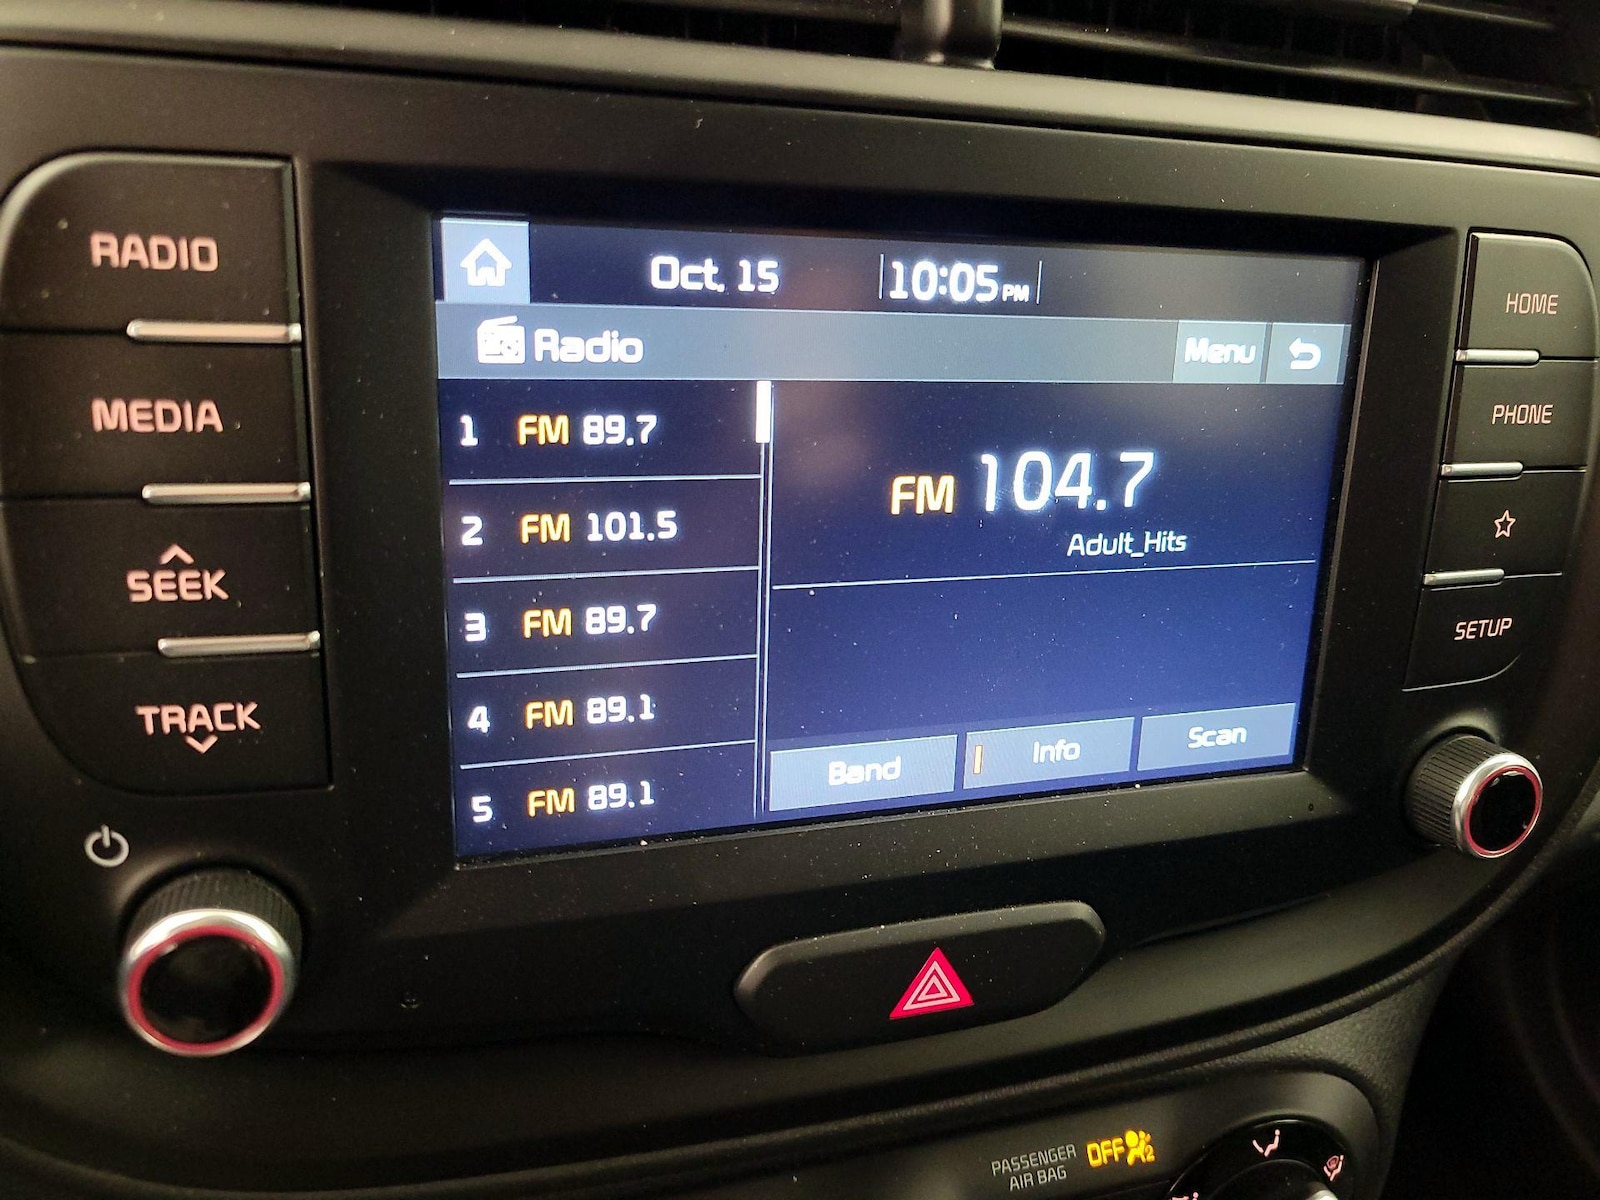 RADIO
MEDIA
SEEK
TRACK
Oct. 15
10:05 PM
Radio
Menu
1 FM 89.7
2 FM 101.5
3 FM 89.7
4 FM 89.1
5 FM 89.1
FM 104.7
Adult_Hits
Band
Info
Scan
HOME
PHONE
SETUP
PASSENGER
AIR BAG
OFF
2